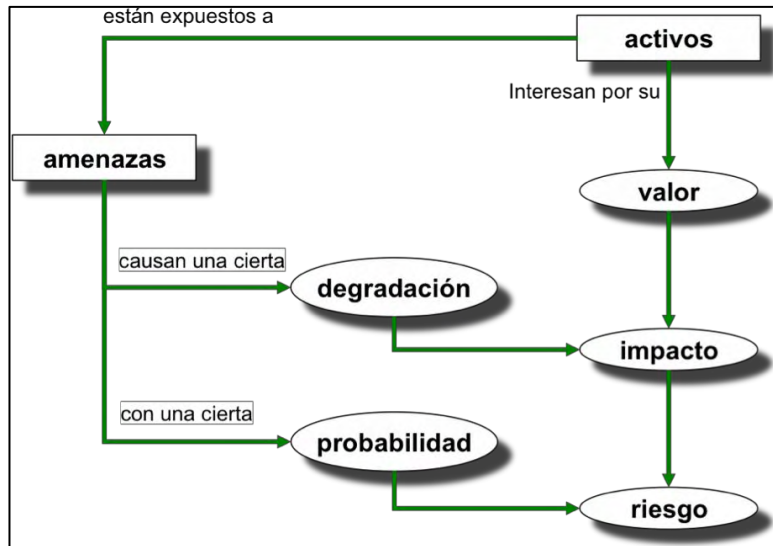 están expuestos a
activos
Interesan por su
amenazas
valor
causan una cierta
degradación
impacto
con una cierta
probabilidad
riesgo